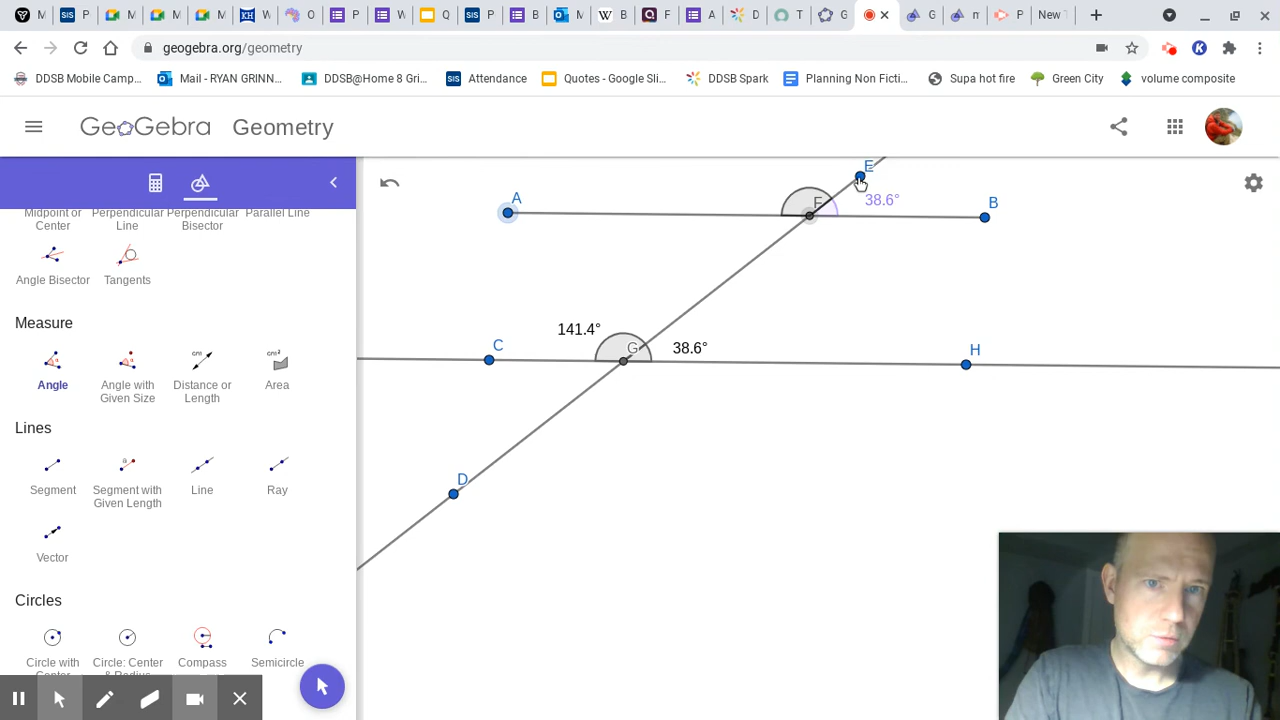 P P M M M W O P W Q P B M B F A D T G G m P New T
geogebra.org/geometry
DDSB Mobile Camp... Mail - RYAN GRINN... DDSB@Home 8 Gri... SIS Attendance Quotes - Google Sli... DDSB Spark Planning Non Ficti... Supa hot fire Green City volume composite
GeoGebra Geometry
Midpoint or Center
Perpendicular Line
Perpendicular Bisector
Parallel Line
Angle Bisector
Tangents
Measure
cm cm²
Angle
Angle with Given Size
Distance or Length
Area
Lines
Segment
Segment with Given Length
Line
Ray
Vector
Circles
Circle with Center
Circle: Center & Radius
Compass
Semicircle
E
A F 38.6° B
141.4° G 38.6°
C H
D